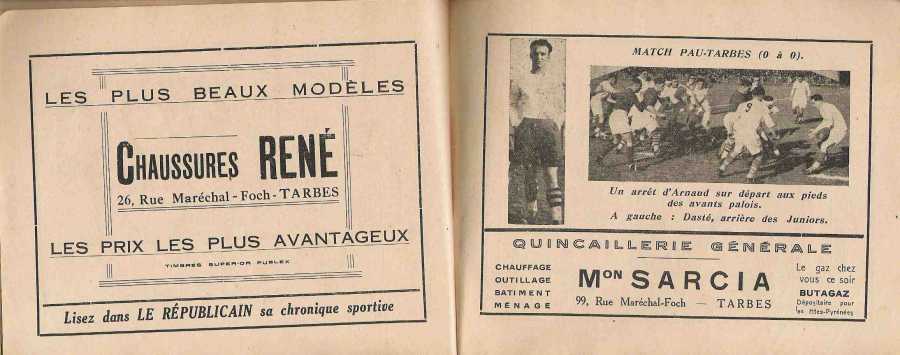 LES PLUS BEAUX MODÈLES
CHAUSSURES RENÉ
26, Rue Maréchal-Foch-TARBES
LES PRIX LES PLUS AVANTAGEUX
TIMBRES SUPER-OR PUBLEX
Lisez dans LE RÉPUBLICAIN sa chronique sportive
MATCH PAU-TARBES (0 à 0).
9
Un arrêt d'Arnaud sur départ aux pieds
des avants palois.
A gauche : Dasté, arrière des Juniors.
QUINCAILLERIE GÉNÉRALE
CHAUFFAGE
OUTILLAGE
BATIMENT
MÉNAGE
MON SARCIA
99, Rue Maréchal-Foch — TARBES
Le gaz chez
vous ce soir
BUTAGAZ
Dépositaire pour
les Htes-Pyrénées